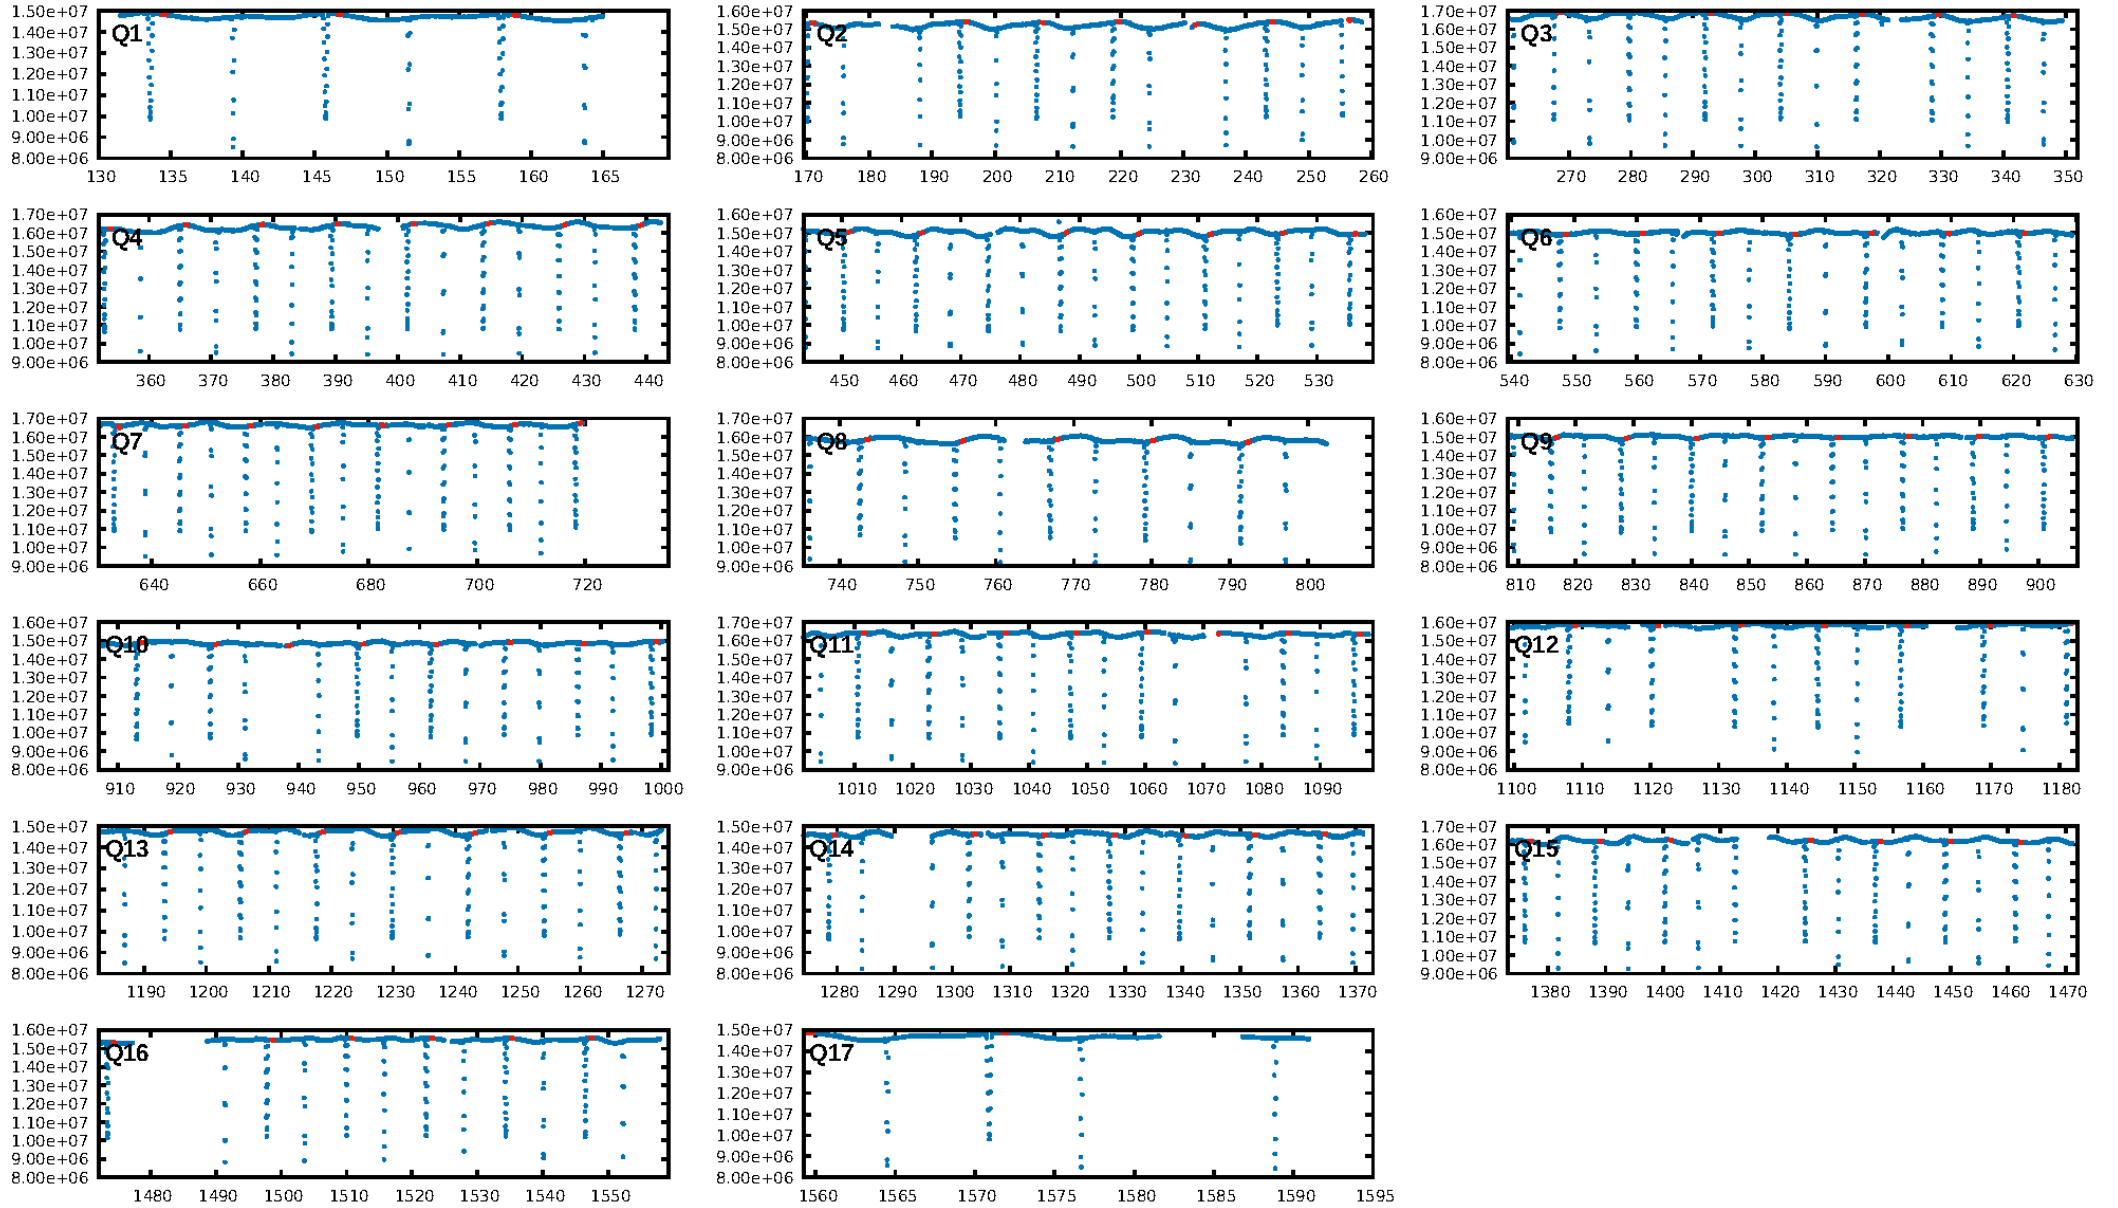 1.50e+07
1.40e+07
1.30e+07
1.20e+07
1.10e+07
1.00e+07
9.00e+06
8.00e+06
Q1
130 135 140 145 150 155 160 165
1.60e+07
1.50e+07
1.40e+07
1.30e+07
1.20e+07
1.10e+07
1.00e+07
9.00e+06
8.00e+06
Q2
170 180 190 200 210 220 230 240 250 260
1.70e+07
1.60e+07
1.50e+07
1.40e+07
1.30e+07
1.20e+07
1.10e+07
1.00e+07
9.00e+06
Q3
270 280 290 300 310 320 330 340 350
1.70e+07
1.60e+07
1.50e+07
1.40e+07
1.30e+07
1.20e+07
1.10e+07
1.00e+07
9.00e+06
Q4
360 370 380 390 400 410 420 430 440
1.60e+07
1.50e+07
1.40e+07
1.30e+07
1.20e+07
1.10e+07
1.00e+07
9.00e+06
8.00e+06
Q5
450 460 470 480 490 500 510 520 530
1.60e+07
1.50e+07
1.40e+07
1.30e+07
1.20e+07
1.10e+07
1.00e+07
9.00e+06
8.00e+06
Q6
540 550 560 570 580 590 600 610 620 630
1.70e+07
1.60e+07
1.50e+07
1.40e+07
1.30e+07
1.20e+07
1.10e+07
1.00e+07
9.00e+06
Q7
640 660 680 700 720
1.70e+07
1.60e+07
1.50e+07
1.40e+07
1.30e+07
1.20e+07
1.10e+07
1.00e+07
9.00e+06
Q8
740 750 760 770 780 790 800
1.60e+07
1.50e+07
1.40e+07
1.30e+07
1.20e+07
1.10e+07
1.00e+07
9.00e+06
8.00e+06
Q9
810 820 830 840 850 860 870 880 890 900
1.60e+07
1.50e+07
1.40e+07
1.30e+07
1.20e+07
1.10e+07
1.00e+07
9.00e+06
8.00e+06
Q10
910 920 930 940 950 960 970 980 990 1000
1.70e+07
1.60e+07
1.50e+07
1.40e+07
1.30e+07
1.20e+07
1.10e+07
1.00e+07
9.00e+06
Q11
1010 1020 1030 1040 1050 1060 1070 1080 1090
1.60e+07
1.50e+07
1.40e+07
1.30e+07
1.20e+07
1.10e+07
1.00e+07
9.00e+06
8.00e+06
Q12
1100 1110 1120 1130 1140 1150 1160 1170 1180
1.50e+07
1.40e+07
1.30e+07
1.20e+07
1.10e+07
1.00e+07
9.00e+06
8.00e+06
Q13
1190 1200 1210 1220 1230 1240 1250 1260 1270
1.50e+07
1.40e+07
1.30e+07
1.20e+07
1.10e+07
1.00e+07
9.00e+06
8.00e+06
Q14
1280 1290 1300 1310 1320 1330 1340 1350 1360 1370
1.70e+07
1.60e+07
1.50e+07
1.40e+07
1.30e+07
1.20e+07
1.10e+07
1.00e+07
9.00e+06
Q15
1380 1390 1400 1410 1420 1430 1440 1450 1460 1470
1.60e+07
1.50e+07
1.40e+07
1.30e+07
1.20e+07
1.10e+07
1.00e+07
9.00e+06
8.00e+06
Q16
1480 1490 1500 1510 1520 1530 1540 1550
1.50e+07
1.40e+07
1.30e+07
1.20e+07
1.10e+07
1.00e+07
9.00e+06
8.00e+06
Q17
1560 1565 1570 1575 1580 1585 1590 1595